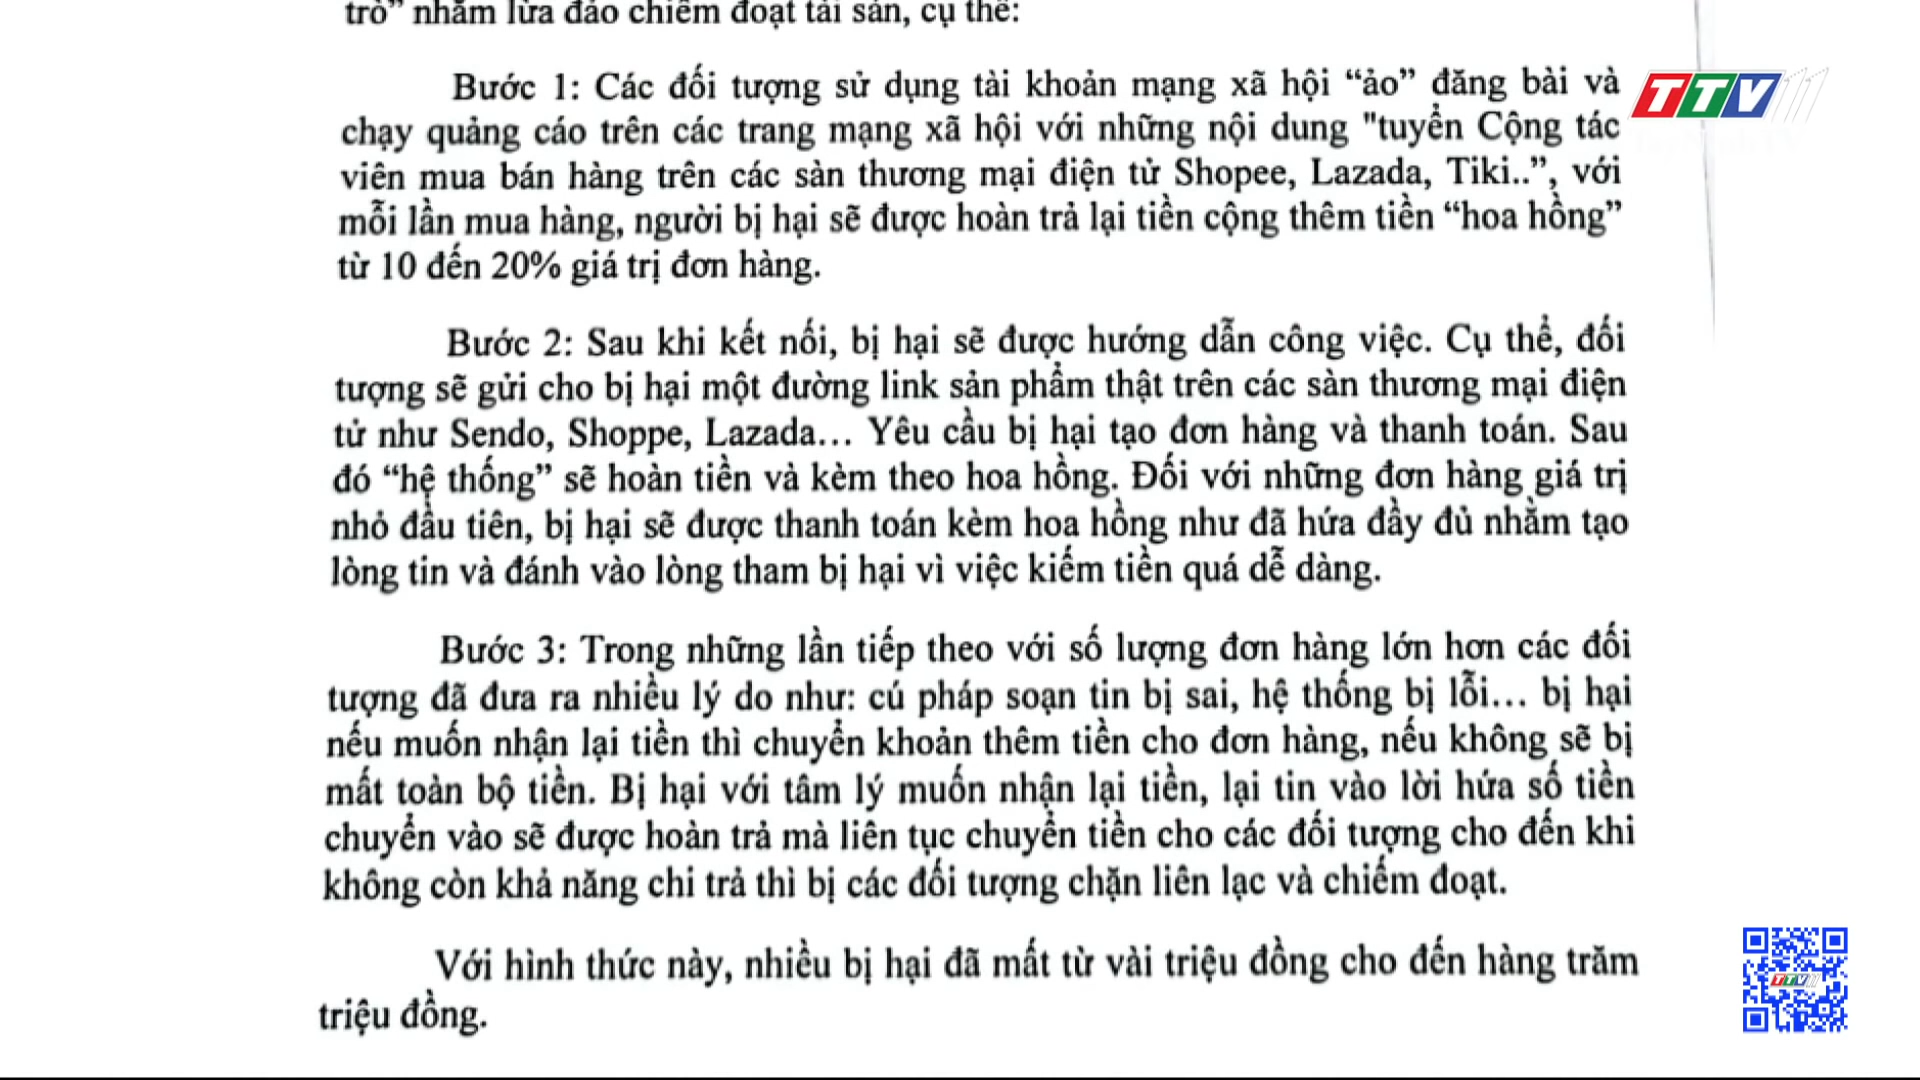 trò” nhằm lừa đảo chiếm đoạt tài sản, cụ thể:
Bước 1: Các đối tượng sử dụng tài khoản mạng xã hội “ảo” đăng bài và
chạy quảng cáo trên các trang mạng xã hội với những nội dung "tuyển Cộng tác
viên mua bán hàng trên các sàn thương mại điện tử Shopee, Lazada, Tiki..”, với
mỗi lần mua hàng, người bị hại sẽ được hoàn trả lại tiền cộng thêm tiền “hoa hồng”
từ 10 đến 20% giá trị đơn hàng.
Bước 2: Sau khi kết nối, bị hại sẽ được hướng dẫn công việc. Cụ thể, đối
tượng sẽ gửi cho bị hại một đường link sản phẩm thật trên các sàn thương mại điện
tử như Sendo, Shoppe, Lazada… Yêu cầu bị hại tạo đơn hàng và thanh toán. Sau
đó “hệ thống” sẽ hoàn tiền và kèm theo hoa hồng. Đối với những đơn hàng giá trị
nhỏ đầu tiên, bị hại sẽ được thanh toán kèm hoa hồng như đã hứa đầy đủ nhằm tạo
lòng tin và đánh vào lòng tham bị hại vì việc kiếm tiền quá dễ dàng.
Bước 3: Trong những lần tiếp theo với số lượng đơn hàng lớn hơn các đối
tượng đã đưa ra nhiều lý do như: cú pháp soạn tin bị sai, hệ thống bị lỗi… bị hại
nếu muốn nhận lại tiền thì chuyển khoản thêm tiền cho đơn hàng, nếu không sẽ bị
mất toàn bộ tiền. Bị hại với tâm lý muốn nhận lại tiền, lại tin vào lời hứa số tiền
chuyển vào sẽ được hoàn trả mà liên tục chuyển tiền cho các đối tượng cho đến khi
không còn khả năng chi trả thì bị các đối tượng chặn liên lạc và chiếm đoạt.
Với hình thức này, nhiều bị hại đã mất từ vài triệu đồng cho đến hàng trăm
triệu đồng.
TTV11
TTV11